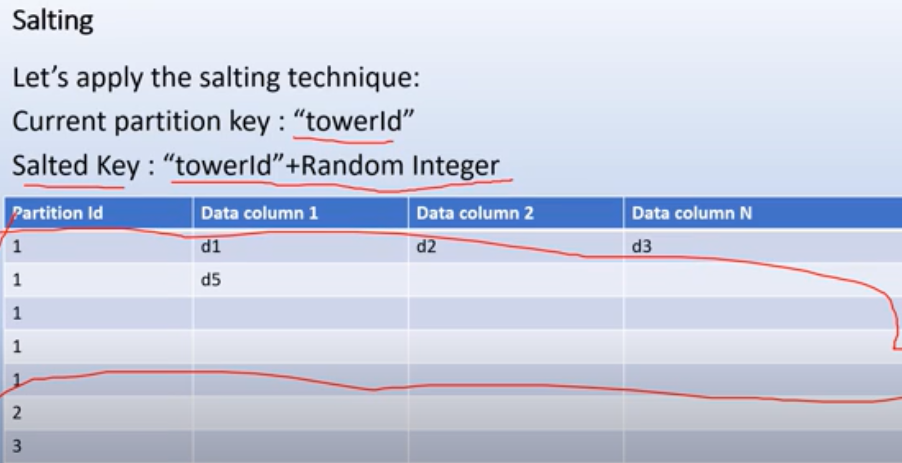 Salting
Let’s apply the salting technique:
Current partition key : “towerId”
Salted Key : “towerId”+Random Integer
Partition Id Data column 1 Data column 2 Data column N
1 d1 d2 d3
1 d5
1
1
1
2
3